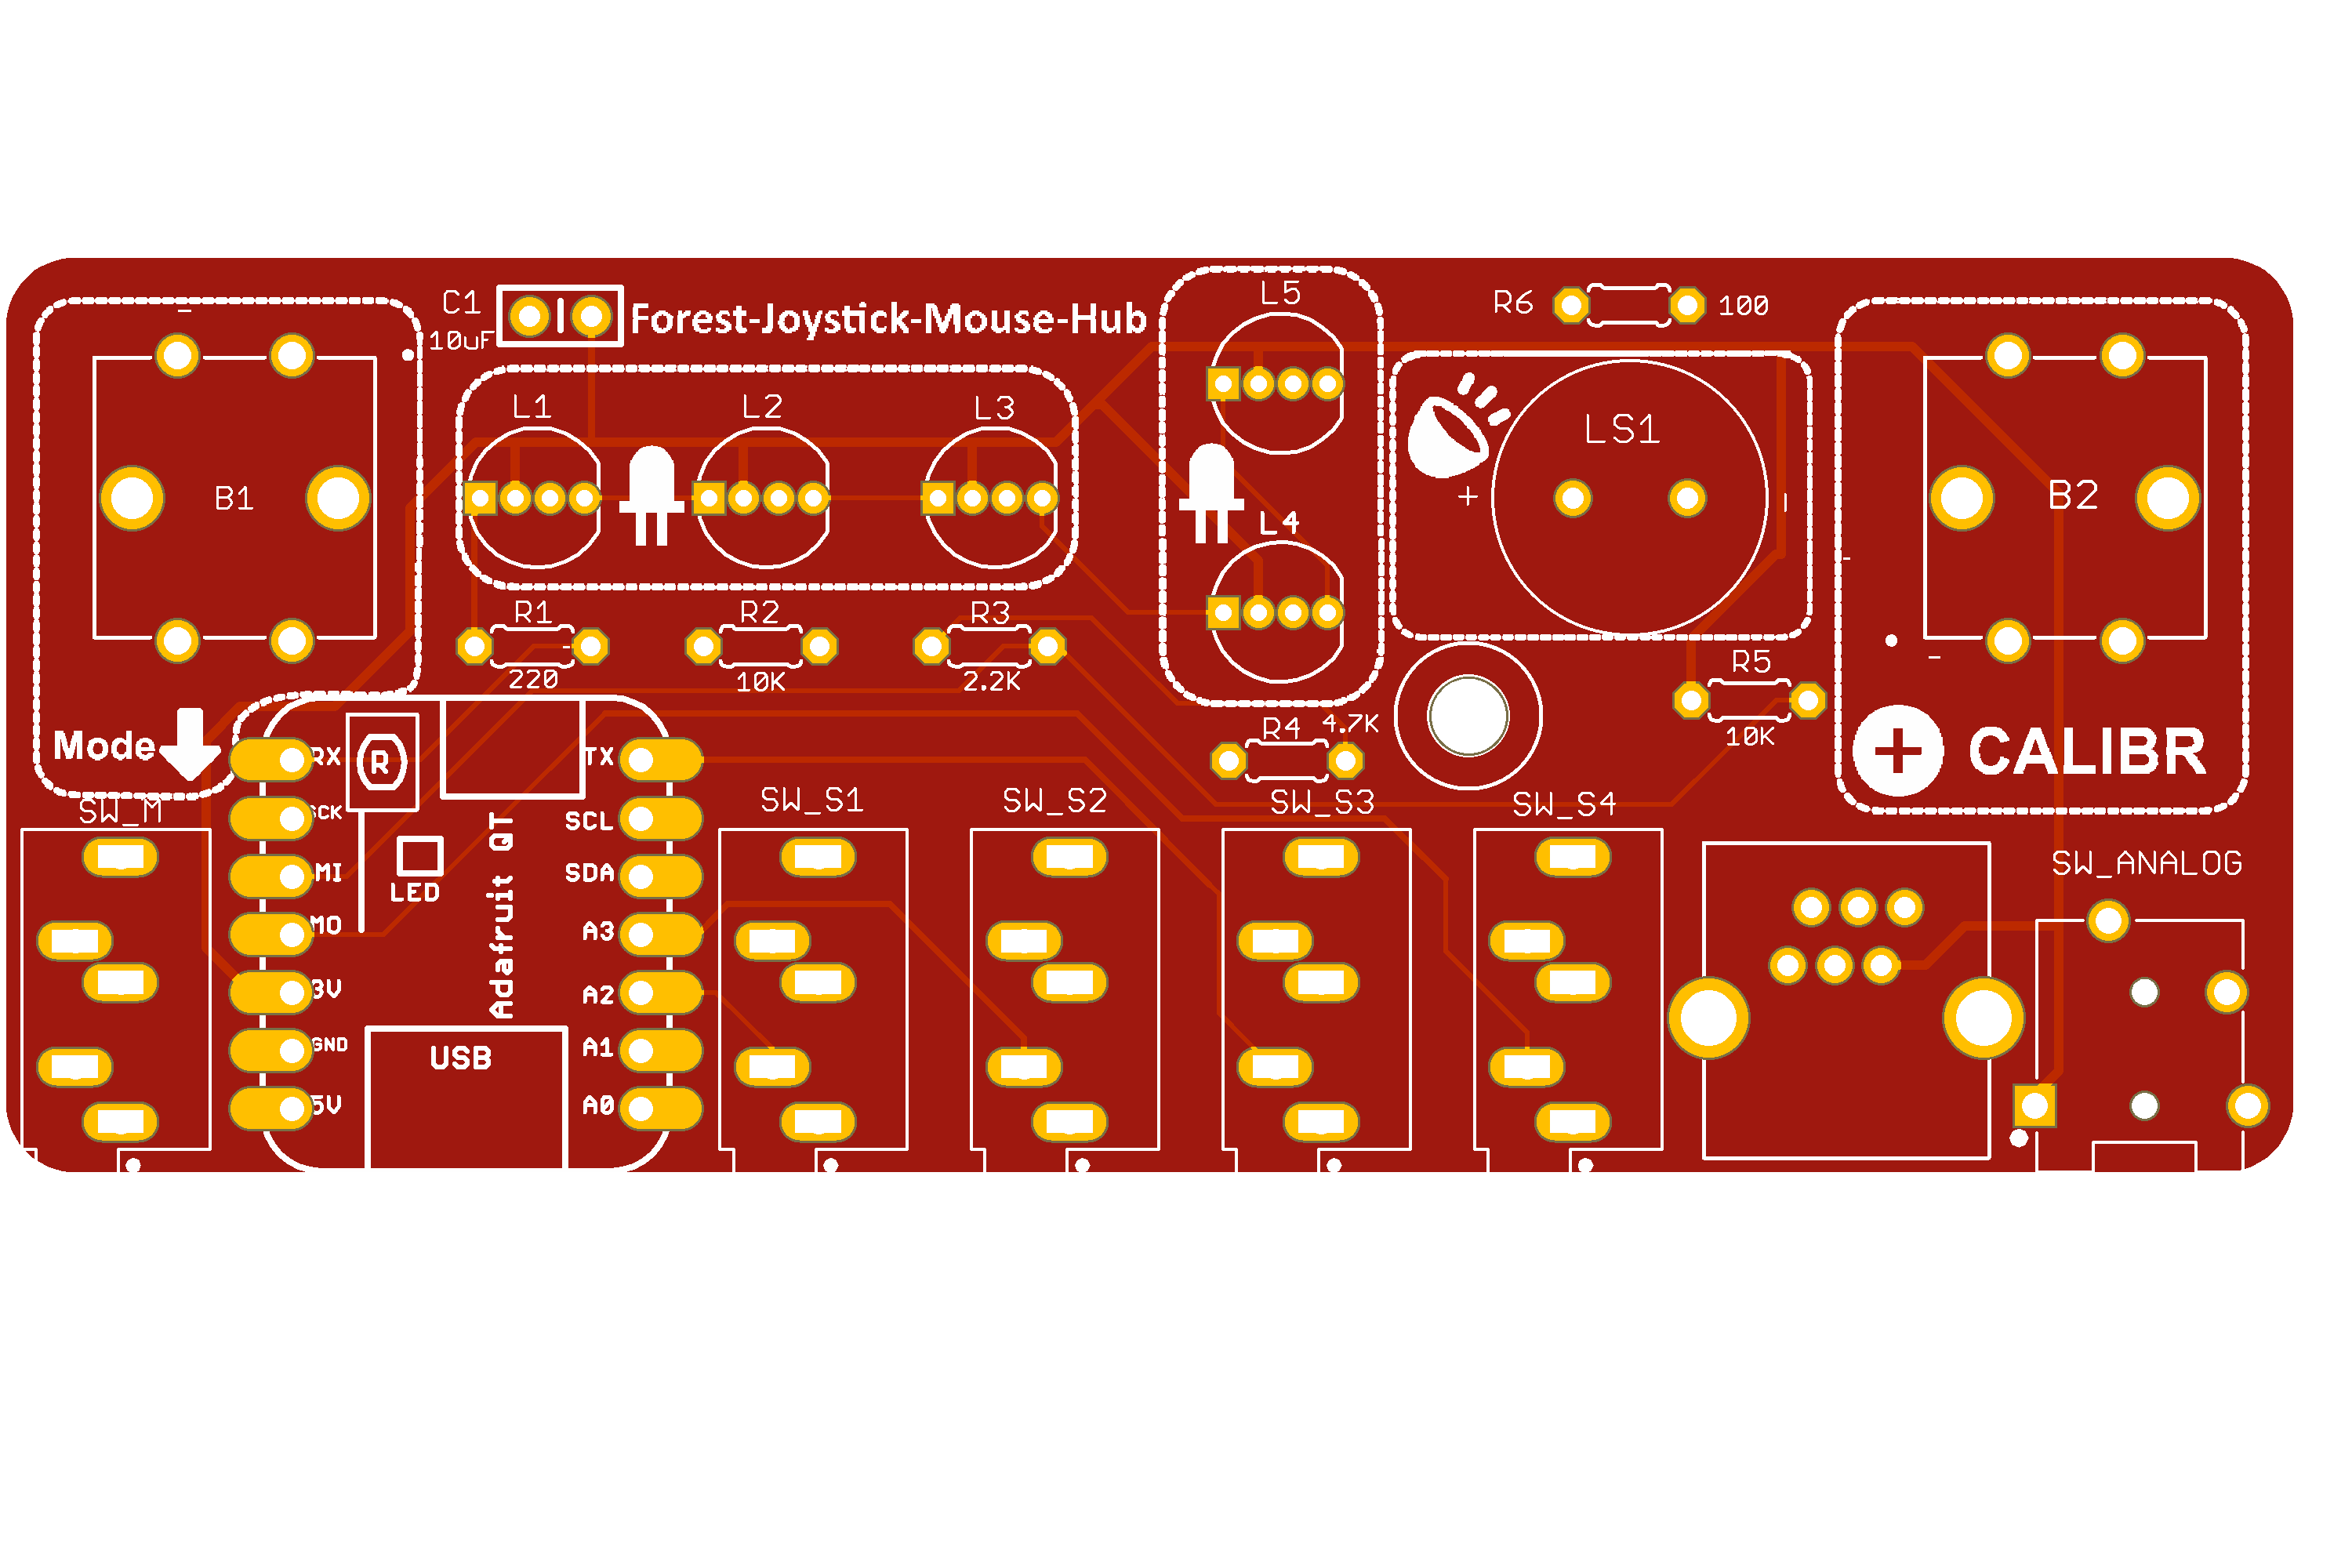 C1
10uF
Forest-Joystick-Mouse-Hub
L5
R6
100
L1
L2
L3
LS1
+
B1
B2
L4
R1
220
R2
10K
R3
2.2K
R5
10K
R4
4.7K
Mode
+ CALIBR
SW_M
RX
R
TX
SCK
SCL
MI
SDA
LED
MO
A3
Adafruit QT
3V
A2
GND
A1
USB
5V
A0
SW_S1
SW_S2
SW_S3
SW_S4
SW_ANALOG